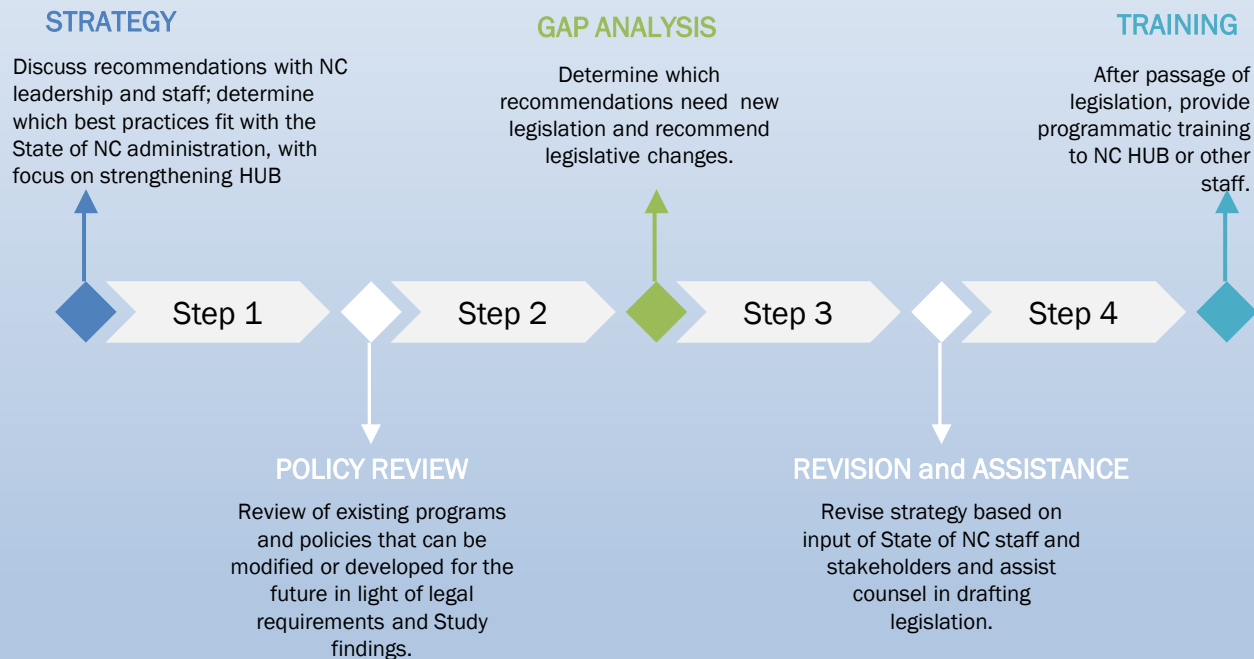 STRATEGY
Discuss recommendations with NC
leadership and staff; determine
which best practices fit with the
State of NC administration, with
focus on strengthening HUB
GAP ANALYSIS
Determine which
recommendations need new
legislation and recommend
legislative changes.
TRAINING
After passage of
legislation, provide
programmatic training
to NC HUB or other
staff.
Step 1
Step 2
Step 3
Step 4
POLICY REVIEW
Review of existing programs
and policies that can be
modified or developed for the
future in light of legal
requirements and Study
findings.
REVISION and ASSISTANCE
Revise strategy based on
input of State of NC staff and
stakeholders and assist
counsel in drafting
legislation.